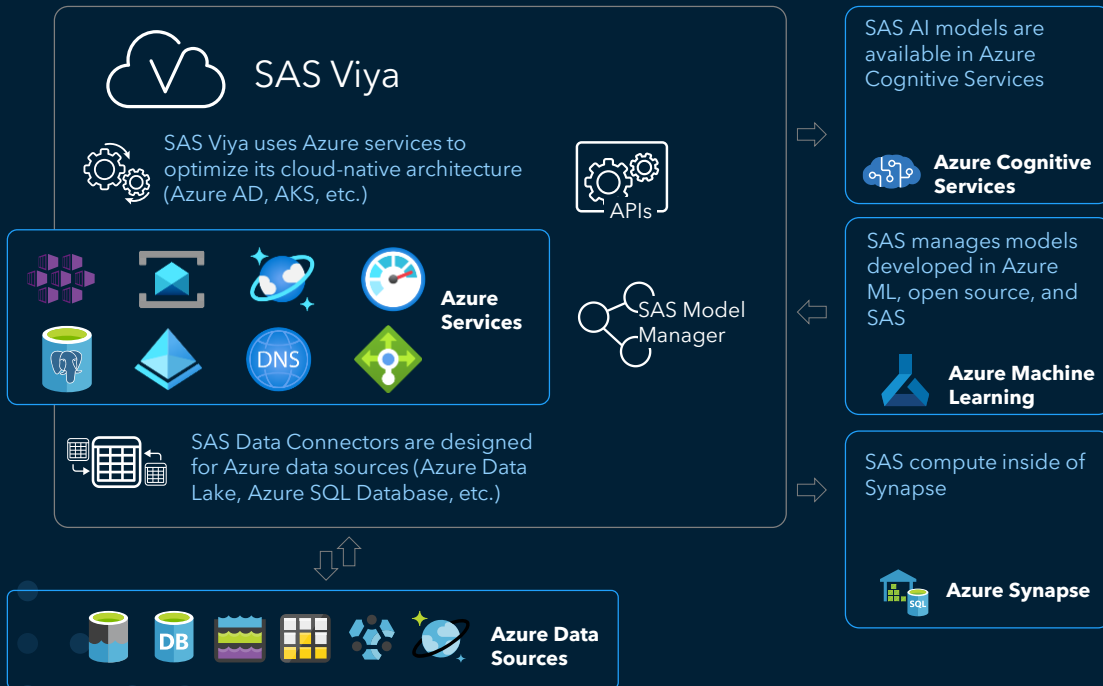 SAS Viya
SAS Viya uses Azure services to
optimize its cloud-native architecture
(Azure AD, AKS, etc.)
APIs
Azure
Services
DNS
SAS Model
Manager
SAS Data Connectors are designed
for Azure data sources (Azure Data
Lake, Azure SQL Database, etc.)
DB
Azure Data
Sources
SAS AI models are
available in Azure
Cognitive Services
Azure Cognitive
Services
SAS manages models
developed in Azure
ML, open source, and
SAS
Azure Machine
Learning
SAS compute inside of
Synapse
SQL
Azure Synapse